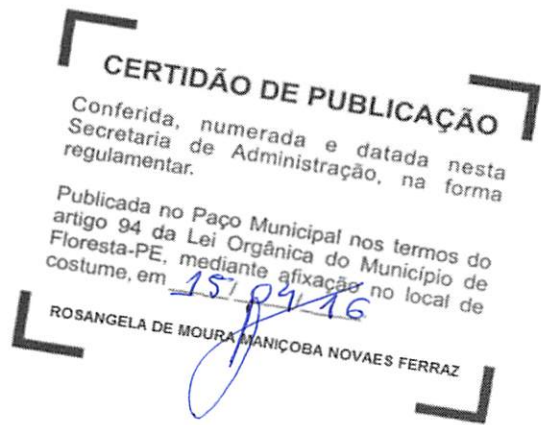 CERTIDÃO DE PUBLICAÇÃO
Conferida, numerada e datada nesta
Secretaria de Administração, na forma
regulamentar.
Publicada no Paço Municipal nos termos do
artigo 94 da Lei Orgânica do Município de
Floresta-PE, mediante afixação no local de
costume, em 15/04/16
ROSANGELA DE MOURA MANIÇOBA NOVAES FERRAZ